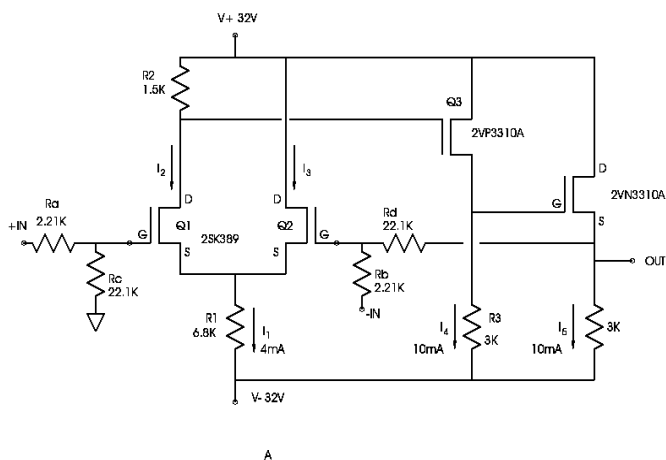 V+ 32V
R2
1.5K
Q3
2VP3310A
I2
I3
D
2VN3310A
Ra
2.21K
+IN
D
D
Rd
22.1K
G
S
G
Q1
2SK389
Q2
G
S
S
Rc
22.1K
Rb
2.21K
-IN
OUT
R1
6.8K
I1
4mA
I4
10mA
R3
3K
I5
10mA
3K
V- 32V
A